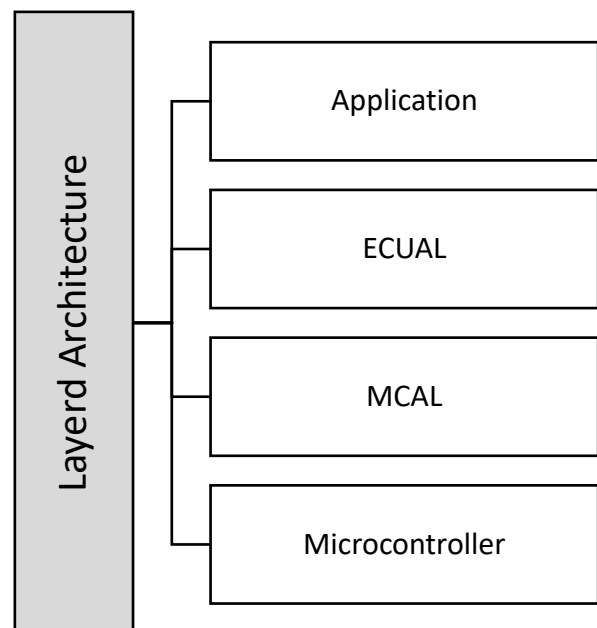 Layerd Architecture
Application
ECUAL
MCAL
Microcontroller